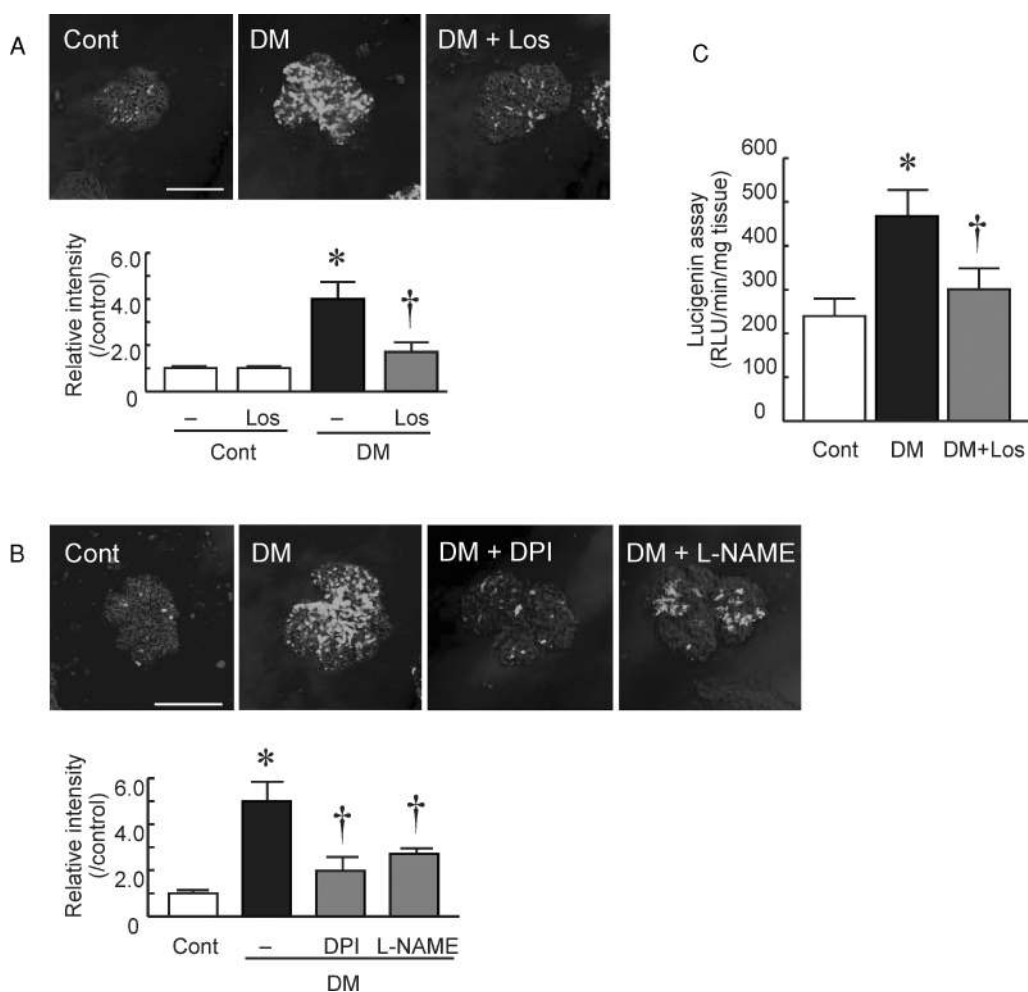 A
Cont
DM
DM + Los
Relative intensity
(/control)
6.0
4.0
2.0
0
*
†
–
Los
–
Los
Cont
DM
C
Lucigenin assay
(RLU/min/mg tissue)
600
500
400
300
200
100
0
*
†
Cont
DM
DM+Los
B
Cont
DM
DM + DPI
DM + L-NAME
Relative intensity
(/control)
6.0
4.0
2.0
0
*
†
†
Cont
–
DPI
L-NAME
DM